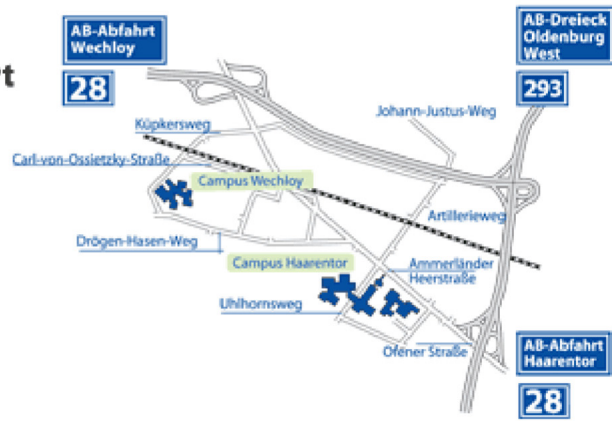 AB-Abfahrt
Wechloy
28
AB-Dreieck
Oldenburg
West
293
t
Johann-Justus-Weg
Küpkersweg
Carl-von-Ossietzky-Straße
Campus Wechloy
Artillerieweg
Drögen-Hasen-Weg
Campus Haarentor
Ammerländer
Heerstraße
Uhlhornsweg
Ofener Straße
AB-Abfahrt
Haarentor
28